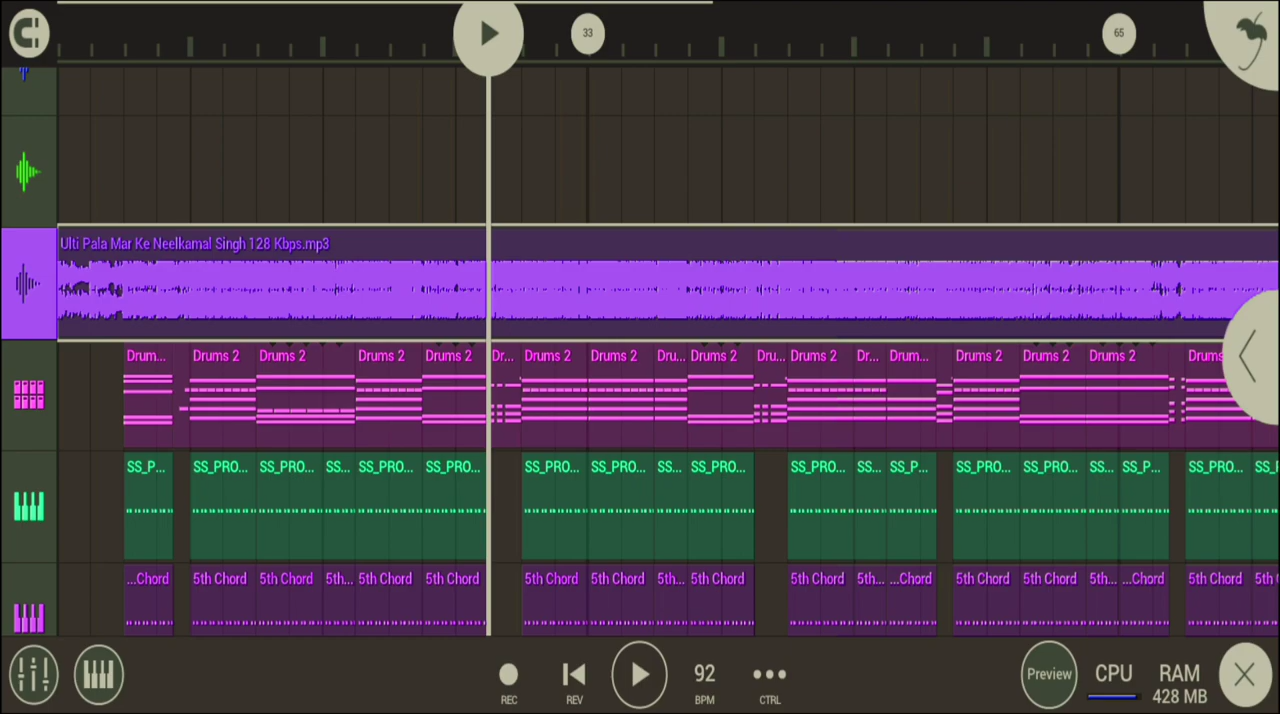 33
65
Ulti Pala Mar Ke Neelkamal Singh 128 Kbps.mp3
Drum... Drums 2 Drums 2 Drums 2 Drums 2 Dr... Drums 2 Drums 2 Dru... Drums 2 Dru... Drums 2 Dr... Drum... Drums 2 Drums 2 Drums 2 Drums
SS_P... SS_PRO... SS_PRO... SS... SS_PRO... SS_PRO... SS_PRO... SS_PRO... SS... SS_PRO... SS_PRO... SS... SS_P... SS_PRO... SS_PRO... SS... SS_P... SS_PRO... SS_
...Chord 5th Chord 5th Chord 5th... 5th Chord 5th Chord 5th Chord 5th Chord 5th... 5th Chord 5th Chord 5th... ...Chord 5th Chord 5th Chord 5th... ...Chord 5th Chord 5th
92
Preview
CPU
RAM
428 MB
REC
REV
BPM
CTRL